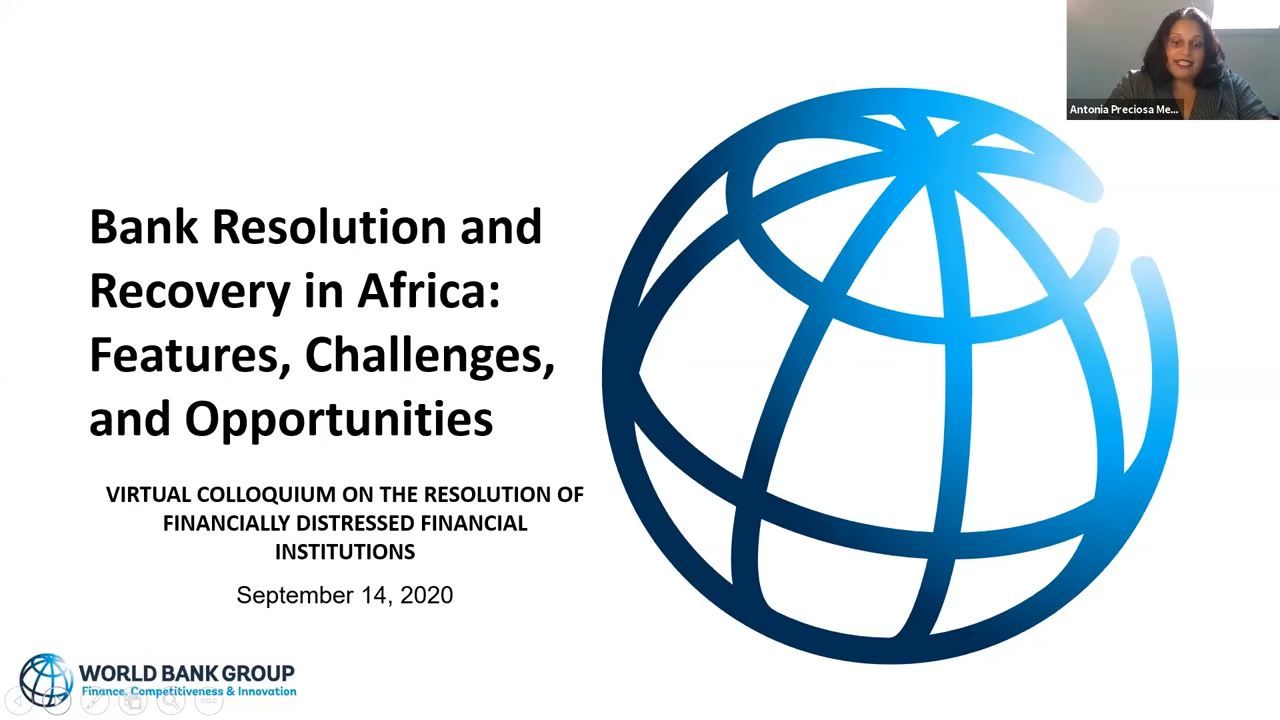 Antonia Preciosa Me...
Bank Resolution and
Recovery in Africa:
Features, Challenges,
and Opportunities
VIRTUAL COLLOQUIUM ON THE RESOLUTION OF
FINANCIALLY DISTRESSED FINANCIAL
INSTITUTIONS
September 14, 2020
WORLD BANK GROUP
Finance, Competitiveness & Innovation